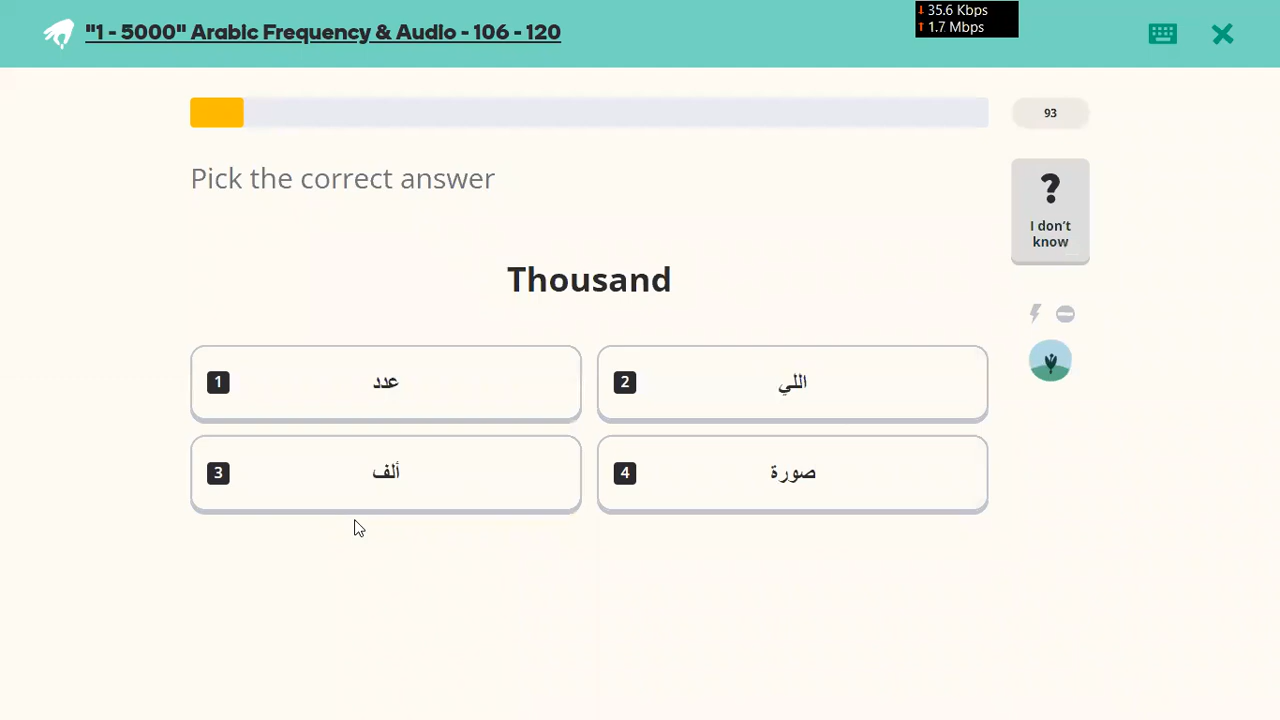 "1 - 5000" Arabic Frequency & Audio - 106 - 120
35.6 Kbps
1.7 Mbps
93
Pick the correct answer
?
I don't know
Thousand
1 عدد
2 اللي
3 ألف
4 صورة